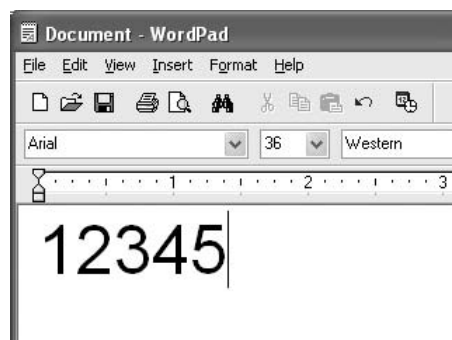 Document - WordPad
File Edit View Insert Format Help
Arial 36 Western
1 2 3
12345